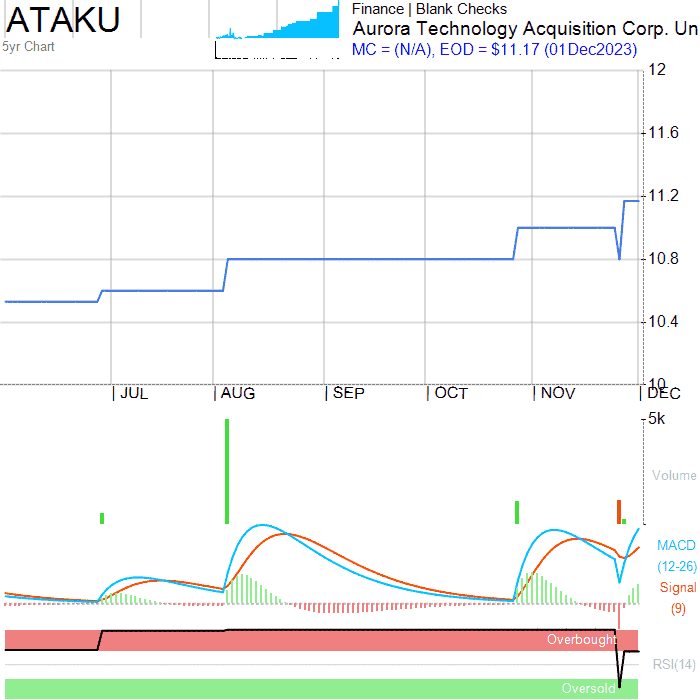 ATAKU
5yr Chart
Finance | Blank Checks
Aurora Technology Acquisition Corp. Un
MC = (N/A), EOD = $11.17 (01Dec2023)
12
11.6
11.2
10.8
10.4
10
JUL
AUG
SEP
OCT
NOV
DEC
5k
Volume
MACD
(12-26)
Signal
(9)
Overbought
RSI(14)
Oversold